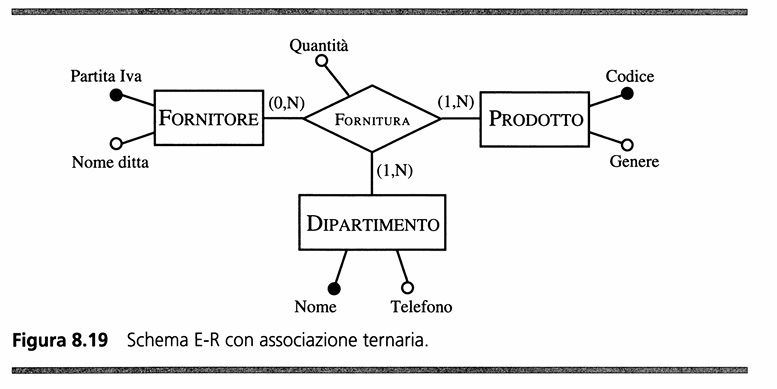 Quantità
Partita Iva
Codice
(0,N)
(1,N)
FORNITORE
FORNITURA
PRODOTTO
Nome ditta
Genere
(1,N)
DIPARTIMENTO
Nome
Telefono
Figura 8.19 Schema E-R con associazione ternaria.